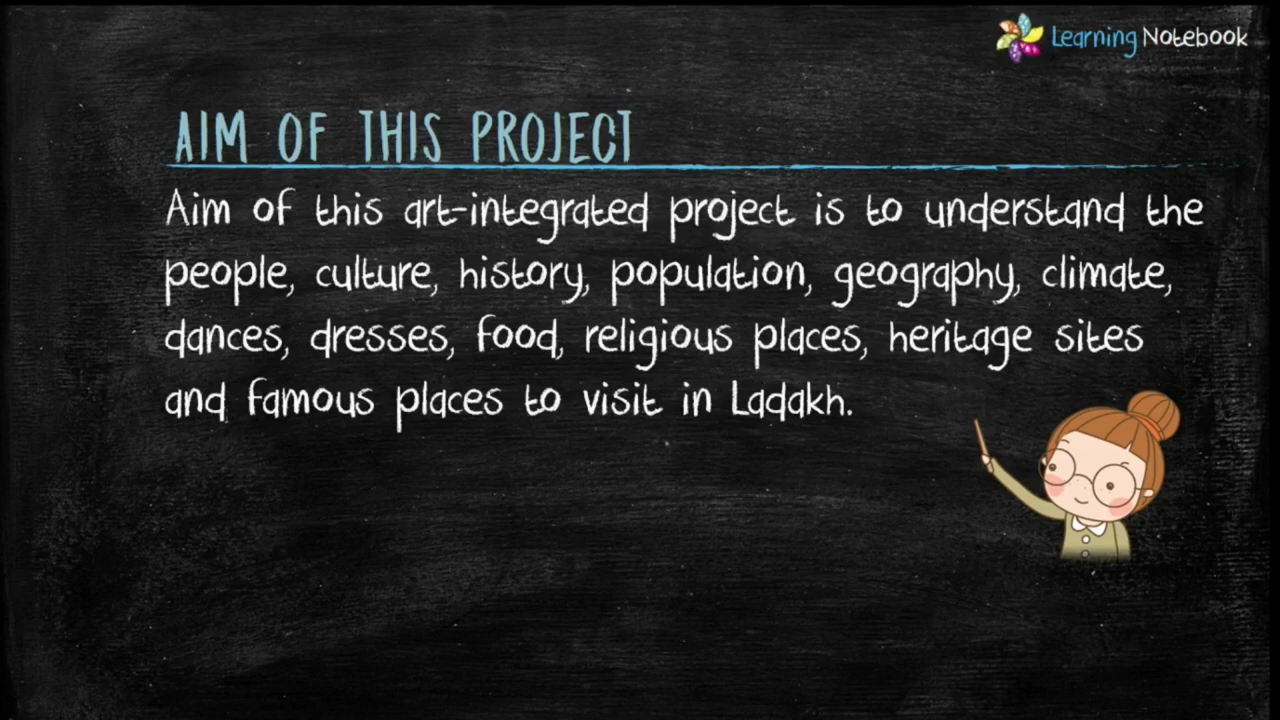 Learning Notebook
AIM OF THIS PROJECT
Aim of this art-integrated project is to understand the
people, culture, history, population, geography, climate,
dances, dresses, food, religious places, heritage sites
and famous places to visit in Ladakh.